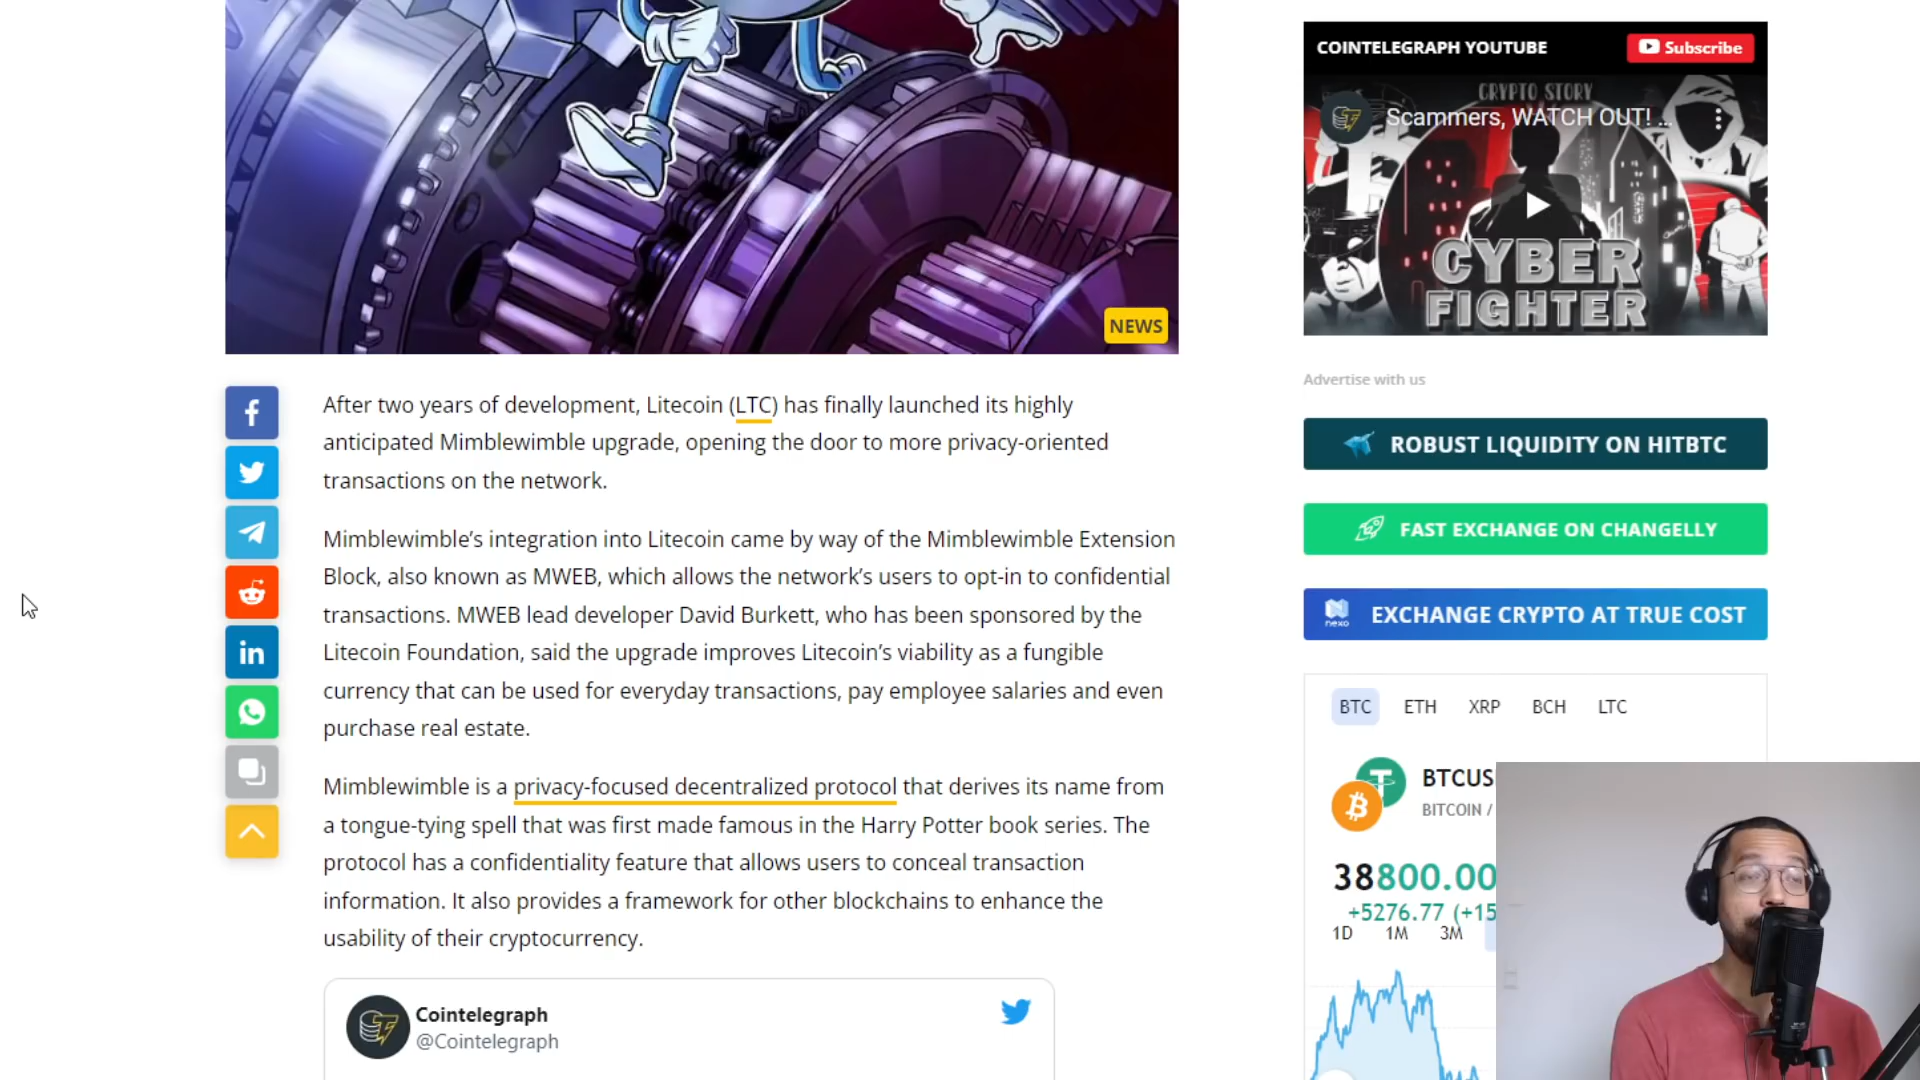 COINTELEGRAPH YOUTUBE
Subscribe
CRYPTO STORY
Scammers, WATCH OUT! ...
CYBER
FIGHTER
NEWS
Advertise with us
After two years of development, Litecoin (LTC) has finally launched its highly
anticipated Mimblewimble upgrade, opening the door to more privacy-oriented
transactions on the network.
Mimblewimble’s integration into Litecoin came by way of the Mimblewimble Extension
Block, also known as MWEB, which allows the network’s users to opt-in to confidential
transactions. MWEB lead developer David Burkett, who has been sponsored by the
Litecoin Foundation, said the upgrade improves Litecoin’s viability as a fungible
currency that can be used for everyday transactions, pay employee salaries and even
purchase real estate.
Mimblewimble is a privacy-focused decentralized protocol that derives its name from
a tongue-tying spell that was first made famous in the Harry Potter book series. The
protocol has a confidentiality feature that allows users to conceal transaction
information. It also provides a framework for other blockchains to enhance the
usability of their cryptocurrency.
Cointelegraph
@Cointelegraph
ROBUST LIQUIDITY ON HITBTC
FAST EXCHANGE ON CHANGELLY
nexo
EXCHANGE CRYPTO AT TRUE COST
BTC ETH XRP BCH LTC
BTCUS
BITCOIN /
38800.00
+5276.77 (+15
1D 1M 3M